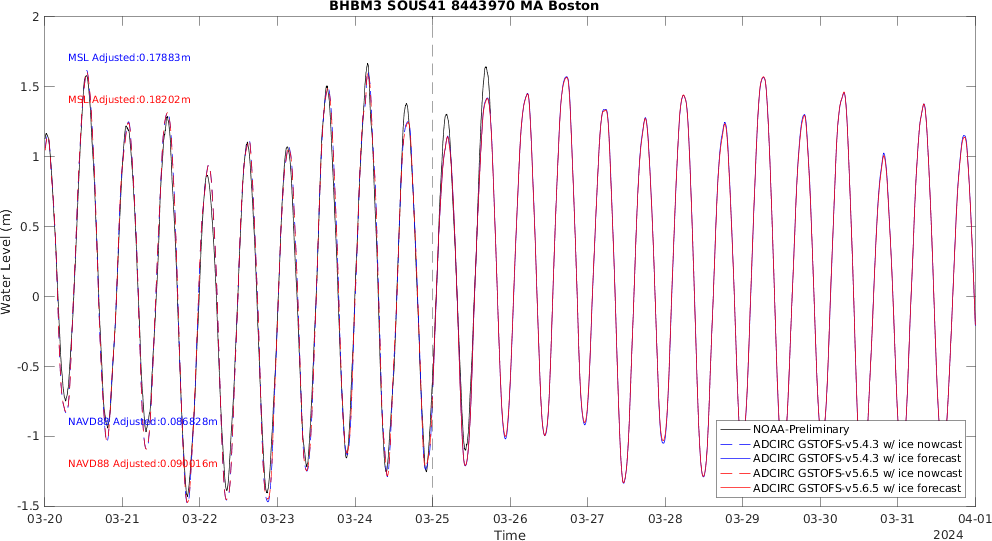 BHBM3 SOUS41 8443970 MA Boston
2
1.5
1
0.5
0
-0.5
-1
-1.5
Water Level (m)
MSL Adjusted:0.17883m
MSL Adjusted:0.18202m
NAVD88 Adjusted:0.086828m
NAVD88 Adjusted:0.090016m
NOAA-Preliminary
ADCIRC GSTOFS-v5.4.3 w/ ice nowcast
ADCIRC GSTOFS-v5.4.3 w/ ice forecast
ADCIRC GSTOFS-v5.6.5 w/ ice nowcast
ADCIRC GSTOFS-v5.6.5 w/ ice forecast
03-20 03-21 03-22 03-23 03-24 03-25 03-26 03-27 03-28 03-29 03-30 03-31 04-01
Time
2024